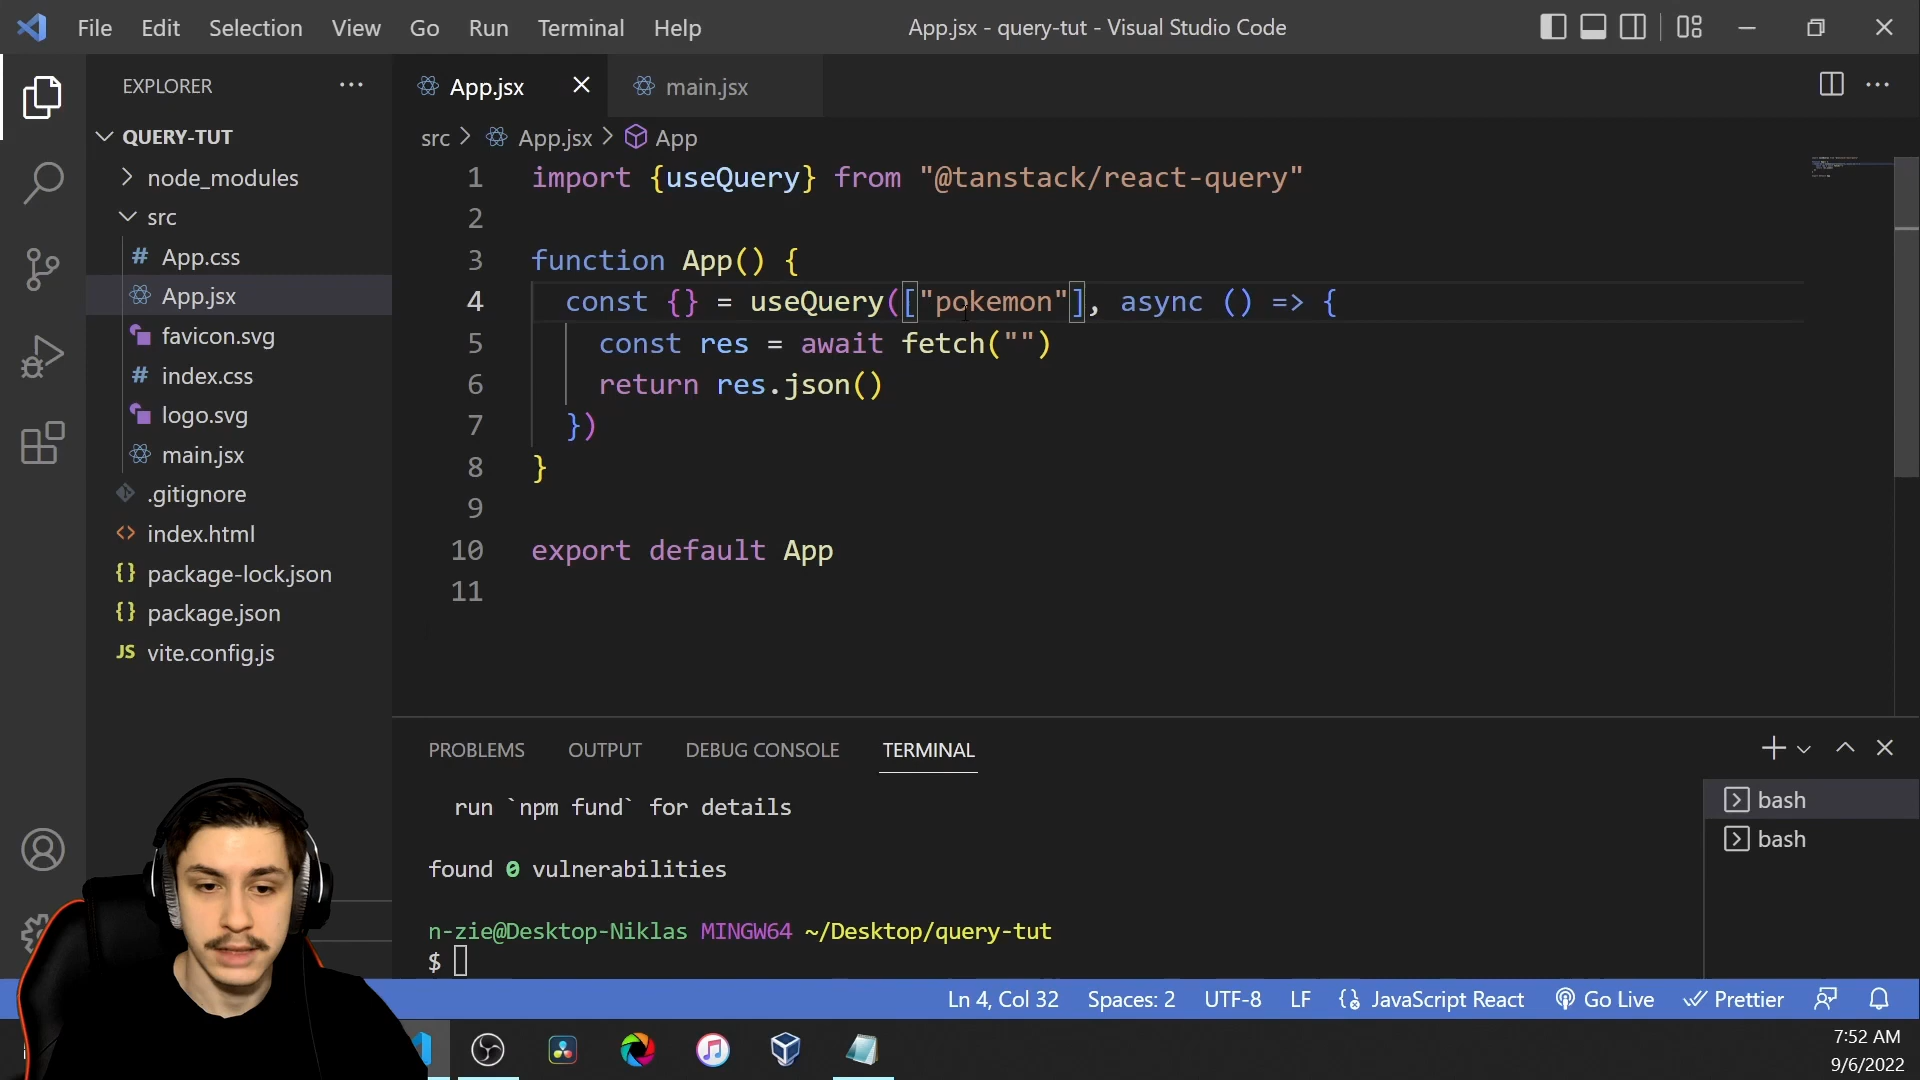 File Edit Selection View Go Run Terminal Help
App.jsx - query-tut - Visual Studio Code
EXPLORER
QUERY-TUT
node_modules
src
# App.css
App.jsx
favicon.svg
# index.css
logo.svg
main.jsx
.gitignore
<> index.html
{} package-lock.json
{} package.json
JS vite.config.js
App.jsx
main.jsx
src > App.jsx > App
1 import {useQuery} from "@tanstack/react-query"
2
3 function App() {
4 const {} = useQuery(["pokemon"], async () => {
5 const res = await fetch("")
6 return res.json()
7 })
8 }
9
10 export default App
11
PROBLEMS OUTPUT DEBUG CONSOLE TERMINAL
run `npm fund` for details
found 0 vulnerabilities
n-zie@Desktop-Niklas MINGW64 ~/Desktop/query-tut
$
bash
bash
Ln 4, Col 32 Spaces: 2 UTF-8 LF JavaScript React Go Live Prettier
7:52 AM
9/6/2022